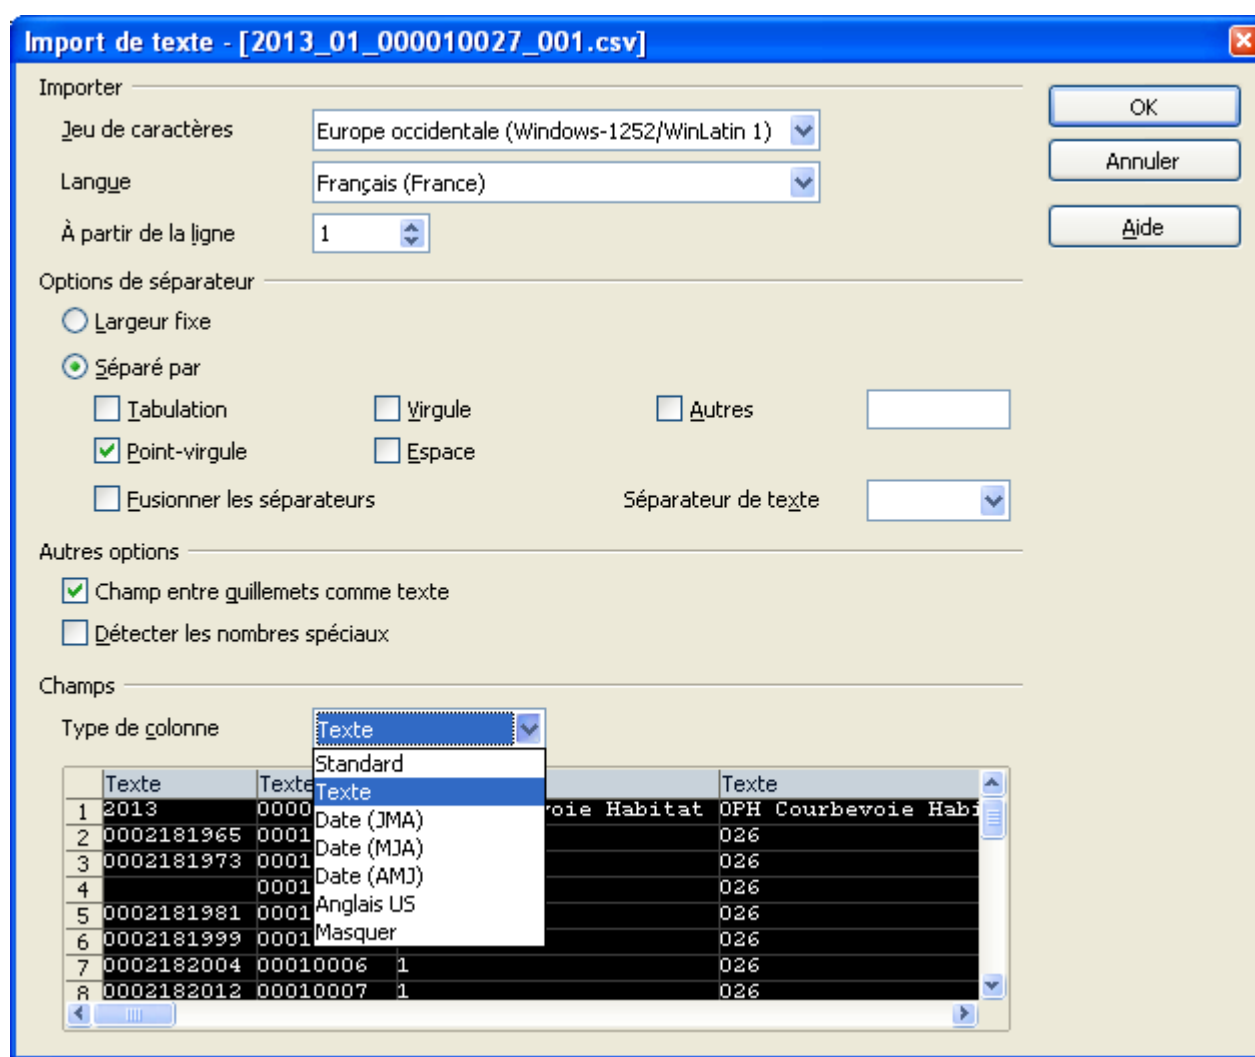 Import de texte - [2013_01_000010027_001.csv]
Importer
Jeu de caractères
Europe occidentale (Windows-1252/WinLatin 1)
OK
Annuler
Langue
Français (France)
Aide
À partir de la ligne
1
Options de séparateur
Largeur fixe
Séparé par
Tabulation
Virgule
Autres
Point-virgule
Espace
Fusionner les séparateurs
Séparateur de texte
Autres options
Champ entre guillemets comme texte
Détecter les nombres spéciaux
Champs
Type de colonne
Texte
Standard
Texte
Date (JMA)
Date (MJA)
Date (AMJ)
Anglais US
Masquer
Texte Texte Texte
1 2013 0000 oie Habitat OPH Courbevoie Habi
2 0002181965 0001 026
3 0002181973 0001 026
4 0001 026
5 0002181981 0001 026
6 0002181999 0001 026
7 0002182004 00010006 1 026
8 0002182012 00010007 1 026